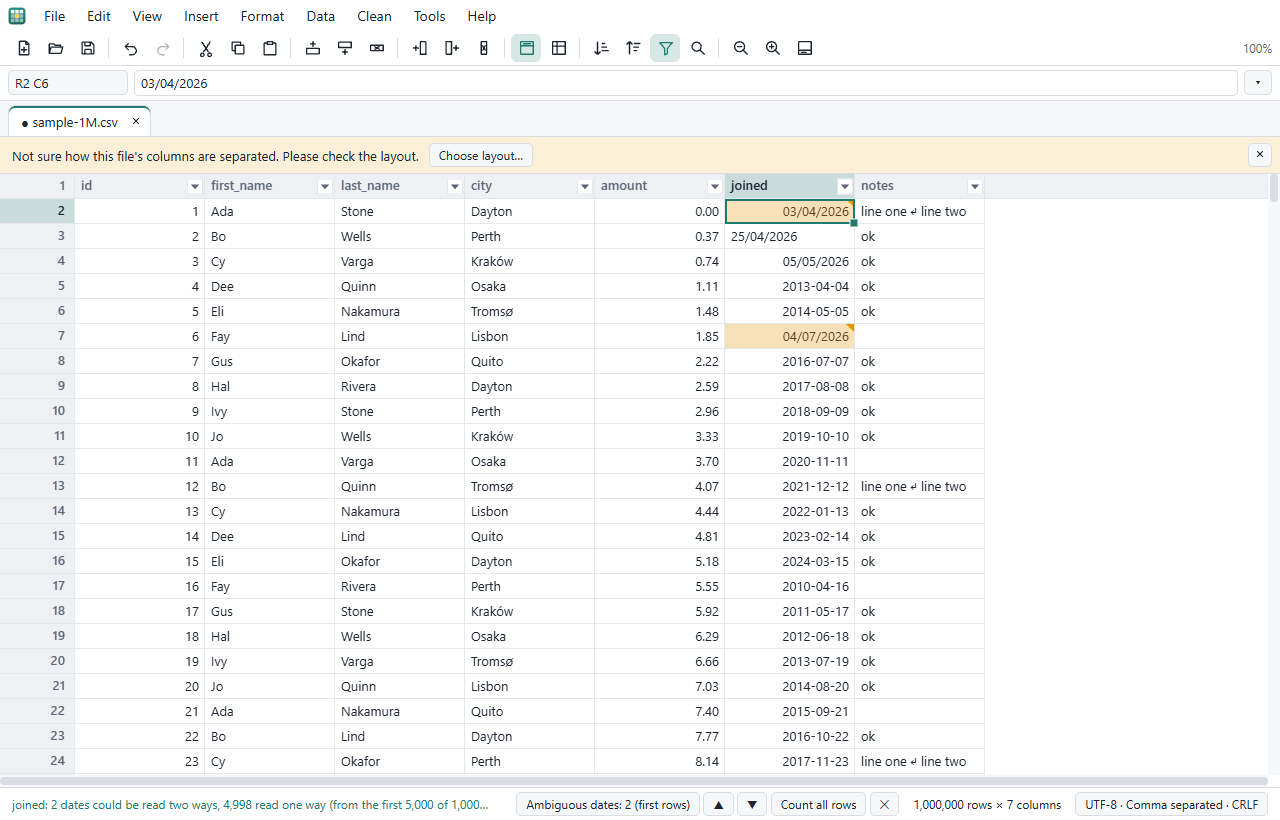 File Edit View Insert Format Data Clean Tools Help
100%
R2 C6 03/04/2026
● sample-1M.csv ×
Not sure how this file's columns are separated. Please check the layout. Choose layout... ×
1 id first_name last_name city amount joined notes
2 1 Ada Stone Dayton 0.00 03/04/2026 line one ↲ line two
3 2 Bo Wells Perth 0.37 25/04/2026 ok
4 3 Cy Varga Kraków 0.74 05/05/2026 ok
5 4 Dee Quinn Osaka 1.11 2013-04-04 ok
6 5 Eli Nakamura Tromsø 1.48 2014-05-05 ok
7 6 Fay Lind Lisbon 1.85 04/07/2026
8 7 Gus Okafor Quito 2.22 2016-07-07 ok
9 8 Hal Rivera Dayton 2.59 2017-08-08 ok
10 9 Ivy Stone Perth 2.96 2018-09-09 ok
11 10 Jo Wells Kraków 3.33 2019-10-10 ok
12 11 Ada Varga Osaka 3.70 2020-11-11
13 12 Bo Quinn Tromsø 4.07 2021-12-12 line one ↲ line two
14 13 Cy Nakamura Lisbon 4.44 2022-01-13 ok
15 14 Dee Lind Quito 4.81 2023-02-14 ok
16 15 Eli Okafor Dayton 5.18 2024-03-15 ok
17 16 Fay Rivera Perth 5.55 2010-04-16
18 17 Gus Stone Kraków 5.92 2011-05-17 ok
19 18 Hal Wells Osaka 6.29 2012-06-18 ok
20 19 Ivy Varga Tromsø 6.66 2013-07-19 ok
21 20 Jo Quinn Lisbon 7.03 2014-08-20 ok
22 21 Ada Nakamura Quito 7.40 2015-09-21
23 22 Bo Lind Dayton 7.77 2016-10-22 ok
24 23 Cy Okafor Perth 8.14 2017-11-23 line one ↲ line two
joined: 2 dates could be read two ways, 4,998 read one way (from the first 5,000 of 1,000... Ambiguous dates: 2 (first rows) ▲ ▼ Count all rows × 1,000,000 rows × 7 columns UTF-8 · Comma separated · CRLF